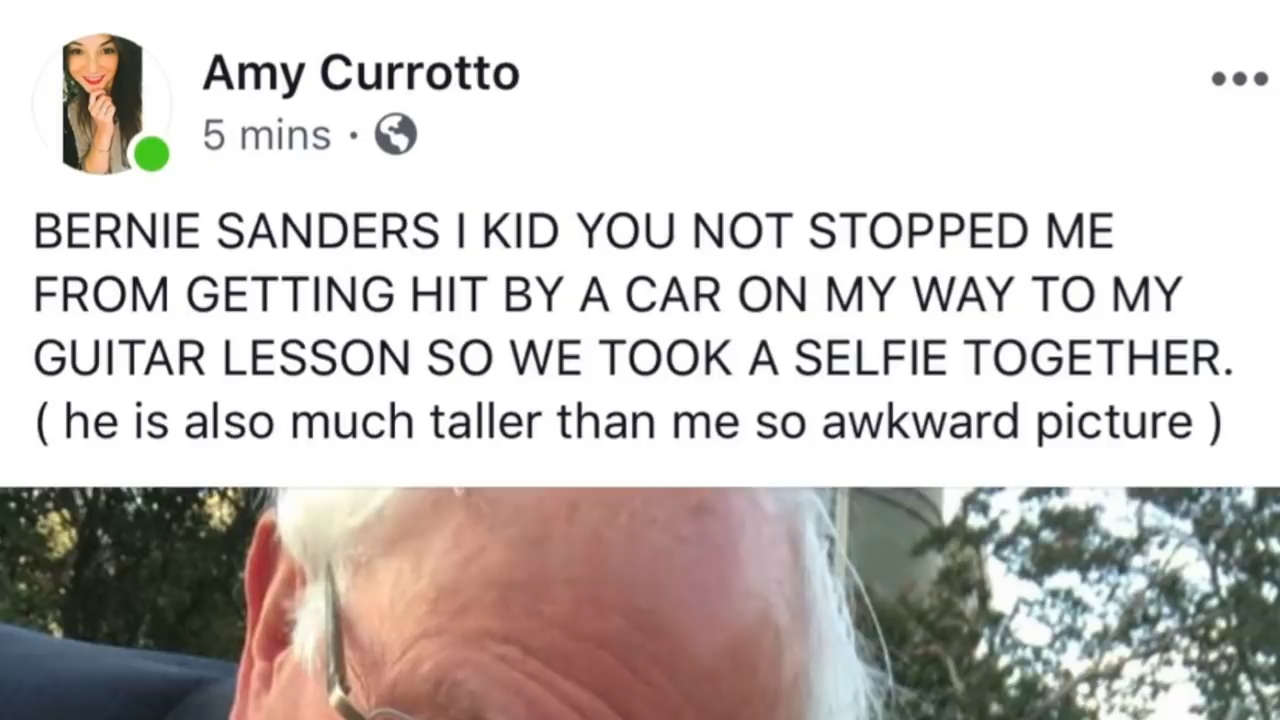 Amy Currotto
5 mins ·
BERNIE SANDERS I KID YOU NOT STOPPED ME
FROM GETTING HIT BY A CAR ON MY WAY TO MY
GUITAR LESSON SO WE TOOK A SELFIE TOGETHER.
( he is also much taller than me so awkward picture )